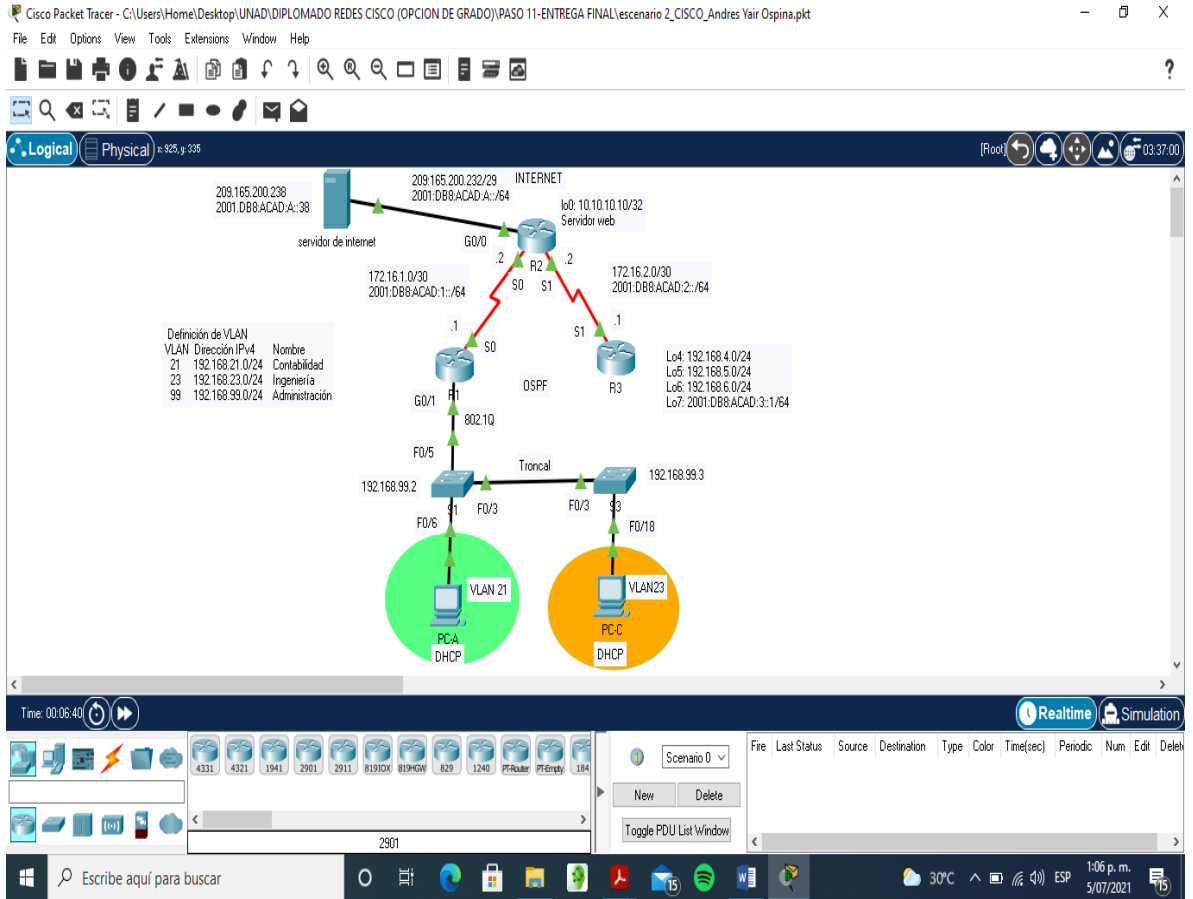 Cisco Packet Tracer - C:\Users\Home\Desktop\UNAD\DIPLOMADO REDES CISCO (OPCION DE GRADO)\PASO 11-ENTREGA FINAL\escenario 2_CISCO_Andres Yair Ospina.pkt
File Edit Options View Tools Extensions Window Help
?
Logical Physical x: 925, y: 335 [Root] 03:37:00
209.165.200.238
2001:DB8:ACAD:A::38
servidor de internet
209.165.200.232/29
2001:DB8:ACAD:A::/64
INTERNET
lo0: 10.10.10.10/32
Servidor web
G0/0
.2 R2 .2
S0 S1
172.16.1.0/30
2001:DB8:ACAD:1::/64
172.16.2.0/30
2001:DB8:ACAD:2::/64
.1
S0
S1
.1
Definición de VLAN
VLAN Dirección IPv4 Nombre
21 192.168.21.0/24 Contabilidad
23 192.168.23.0/24 Ingeniería
99 192.168.99.0/24 Administración
R1
OSPF
R3
Lo4: 192.168.4.0/24
Lo5: 192.168.5.0/24
Lo6: 192.168.6.0/24
Lo7: 2001:DB8:ACAD:3::1/64
G0/1
802.1Q
F0/5
Troncal
192.168.99.2
192.168.99.3
S1
F0/3
F0/3
S3
F0/6
F0/18
VLAN 21
VLAN23
PC-A
DHCP
PC-C
DHCP
Time: 00:06:40 Realtime Simulation
4331 4321 1941 2901 2911 819IOX 819HGW 829 1240 PT-Router PT-Empty 184
2901
Scenario 0
New Delete
Toggle PDU List Window
Fire Last Status Source Destination Type Color Time(sec) Periodic Num Edit Delete
Escribe aquí para buscar
15
30°C ESP
1:06 p. m.
5/07/2021
15